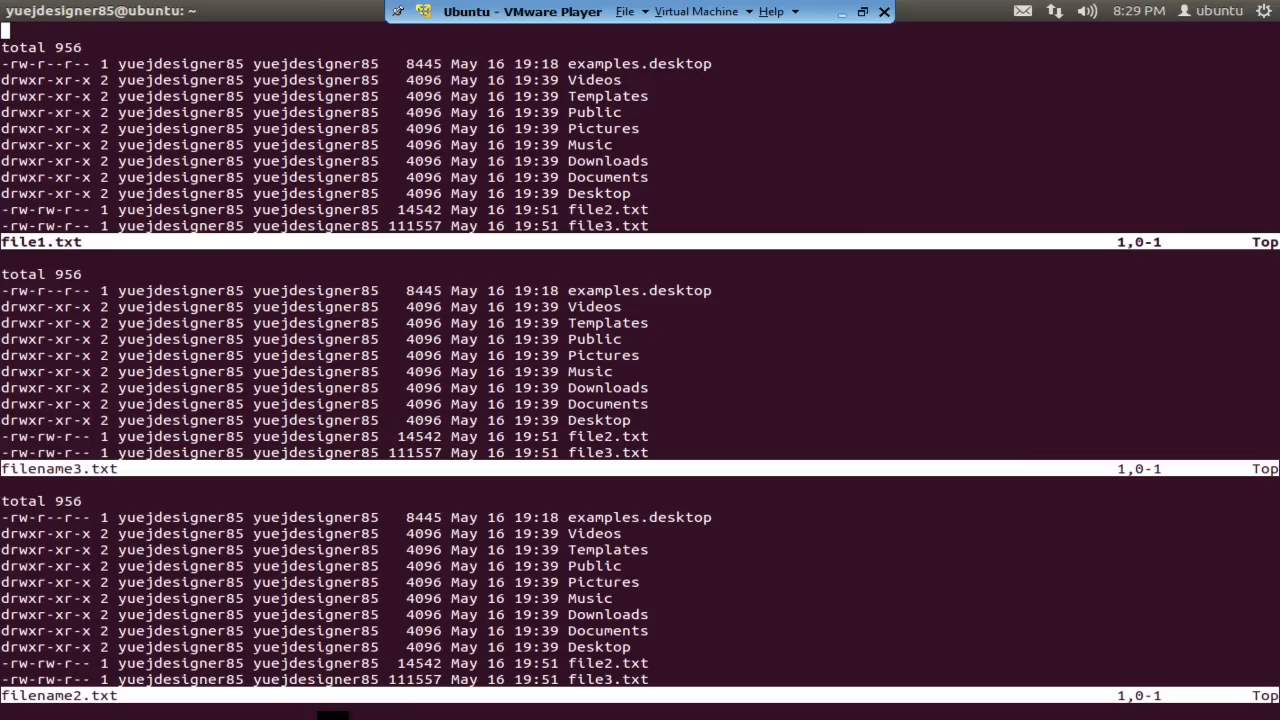 yuejdesigner85@ubuntu: ~
Ubuntu - VMware Player File Virtual Machine Help
8:29 PM ubuntu
total 956
-rw-r--r-- 1 yuejdesigner85 yuejdesigner85   8445 May 16 19:18 examples.desktop
drwxr-xr-x 2 yuejdesigner85 yuejdesigner85   4096 May 16 19:39 Videos
drwxr-xr-x 2 yuejdesigner85 yuejdesigner85   4096 May 16 19:39 Templates
drwxr-xr-x 2 yuejdesigner85 yuejdesigner85   4096 May 16 19:39 Public
drwxr-xr-x 2 yuejdesigner85 yuejdesigner85   4096 May 16 19:39 Pictures
drwxr-xr-x 2 yuejdesigner85 yuejdesigner85   4096 May 16 19:39 Music
drwxr-xr-x 2 yuejdesigner85 yuejdesigner85   4096 May 16 19:39 Downloads
drwxr-xr-x 2 yuejdesigner85 yuejdesigner85   4096 May 16 19:39 Documents
drwxr-xr-x 2 yuejdesigner85 yuejdesigner85   4096 May 16 19:39 Desktop
-rw-rw-r-- 1 yuejdesigner85 yuejdesigner85  14542 May 16 19:51 file2.txt
-rw-rw-r-- 1 yuejdesigner85 yuejdesigner85 111557 May 16 19:51 file3.txt
file1.txt 1,0-1 Top
total 956
-rw-r--r-- 1 yuejdesigner85 yuejdesigner85   8445 May 16 19:18 examples.desktop
drwxr-xr-x 2 yuejdesigner85 yuejdesigner85   4096 May 16 19:39 Videos
drwxr-xr-x 2 yuejdesigner85 yuejdesigner85   4096 May 16 19:39 Templates
drwxr-xr-x 2 yuejdesigner85 yuejdesigner85   4096 May 16 19:39 Public
drwxr-xr-x 2 yuejdesigner85 yuejdesigner85   4096 May 16 19:39 Pictures
drwxr-xr-x 2 yuejdesigner85 yuejdesigner85   4096 May 16 19:39 Music
drwxr-xr-x 2 yuejdesigner85 yuejdesigner85   4096 May 16 19:39 Downloads
drwxr-xr-x 2 yuejdesigner85 yuejdesigner85   4096 May 16 19:39 Documents
drwxr-xr-x 2 yuejdesigner85 yuejdesigner85   4096 May 16 19:39 Desktop
-rw-rw-r-- 1 yuejdesigner85 yuejdesigner85  14542 May 16 19:51 file2.txt
-rw-rw-r-- 1 yuejdesigner85 yuejdesigner85 111557 May 16 19:51 file3.txt
filename3.txt 1,0-1 Top
total 956
-rw-r--r-- 1 yuejdesigner85 yuejdesigner85   8445 May 16 19:18 examples.desktop
drwxr-xr-x 2 yuejdesigner85 yuejdesigner85   4096 May 16 19:39 Videos
drwxr-xr-x 2 yuejdesigner85 yuejdesigner85   4096 May 16 19:39 Templates
drwxr-xr-x 2 yuejdesigner85 yuejdesigner85   4096 May 16 19:39 Public
drwxr-xr-x 2 yuejdesigner85 yuejdesigner85   4096 May 16 19:39 Pictures
drwxr-xr-x 2 yuejdesigner85 yuejdesigner85   4096 May 16 19:39 Music
drwxr-xr-x 2 yuejdesigner85 yuejdesigner85   4096 May 16 19:39 Downloads
drwxr-xr-x 2 yuejdesigner85 yuejdesigner85   4096 May 16 19:39 Documents
drwxr-xr-x 2 yuejdesigner85 yuejdesigner85   4096 May 16 19:39 Desktop
-rw-rw-r-- 1 yuejdesigner85 yuejdesigner85  14542 May 16 19:51 file2.txt
-rw-rw-r-- 1 yuejdesigner85 yuejdesigner85 111557 May 16 19:51 file3.txt
filename2.txt 1,0-1 Top